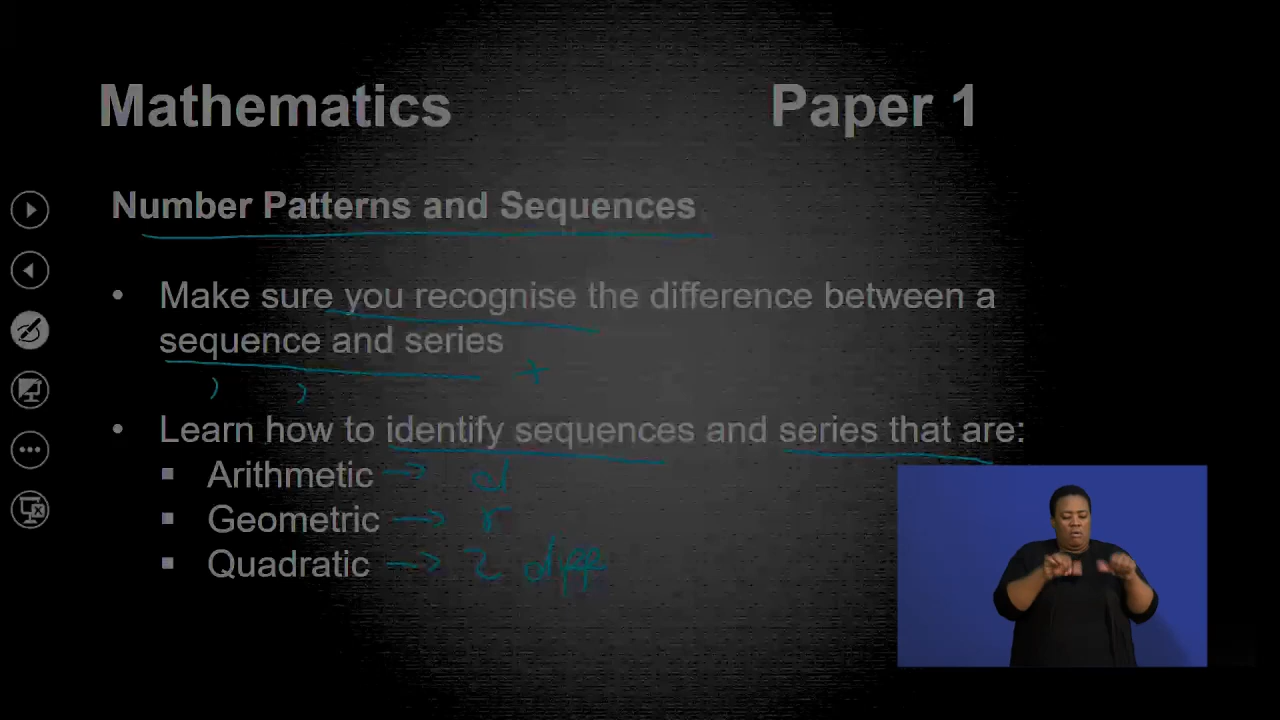 Mathematics Paper 1
Number Patterns and Sequences
• Make sure you recognise the difference between a
sequence and series
, , +
• Learn how to identify sequences and series that are:
▪ Arithmetic → d
▪ Geometric → r
▪ Quadratic → 2